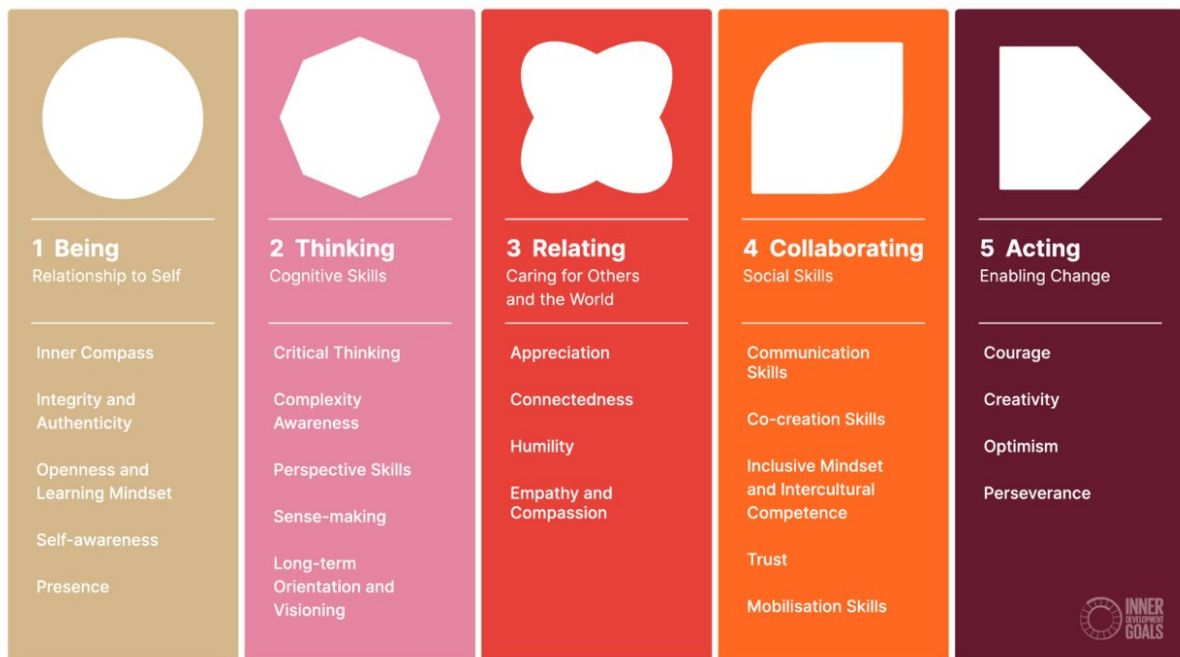 1 Being
Relationship to Self
Inner Compass
Integrity and
Authenticity
Openness and
Learning Mindset
Self-awareness
Presence
2 Thinking
Cognitive Skills
Critical Thinking
Complexity
Awareness
Perspective Skills
Sense-making
Long-term
Orientation and
Visioning
3 Relating
Caring for Others
and the World
Appreciation
Connectedness
Humility
Empathy and
Compassion
4 Collaborating
Social Skills
Communication
Skills
Co-creation Skills
Inclusive Mindset
and Intercultural
Competence
Trust
Mobilisation Skills
5 Acting
Enabling Change
Courage
Creativity
Optimism
Perseverance
INNER
DEVELOPMENT
GOALS